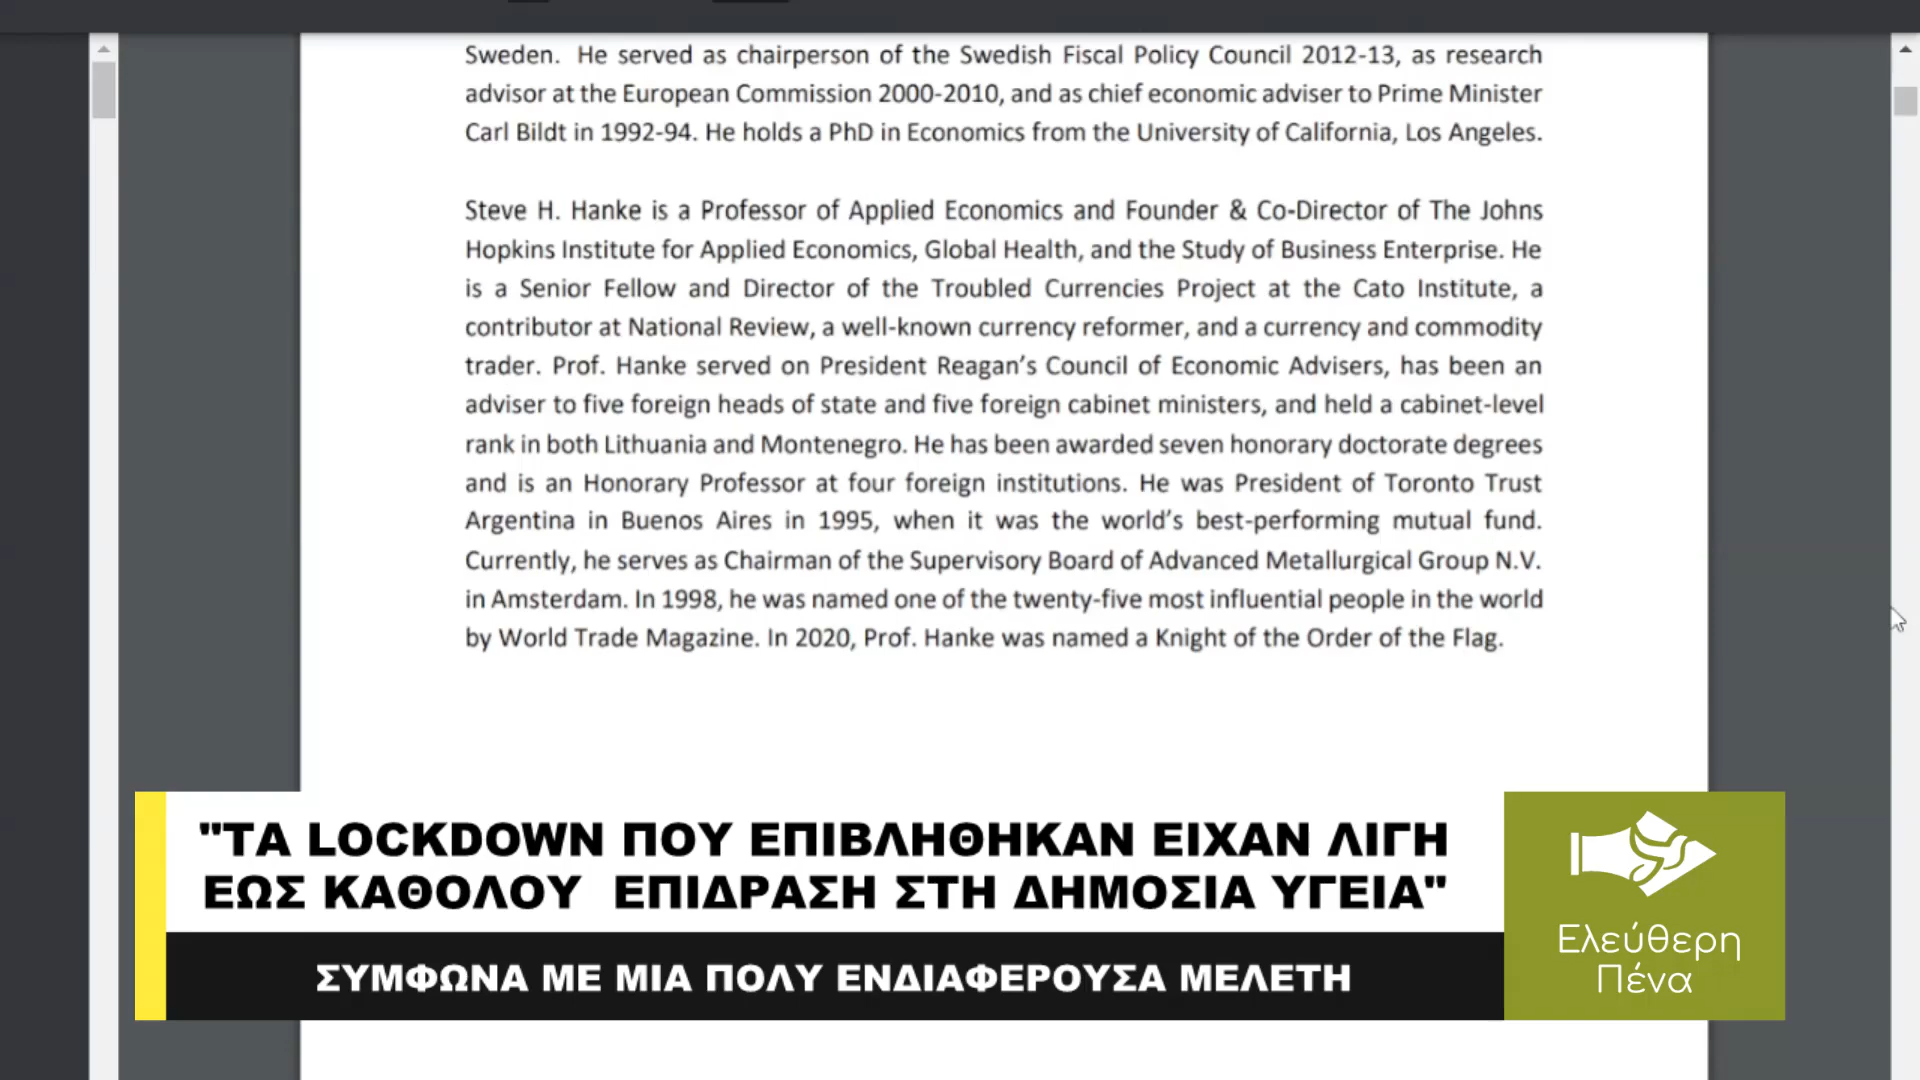 Sweden. He served as chairperson of the Swedish Fiscal Policy Council 2012-13, as research
advisor at the European Commission 2000-2010, and as chief economic adviser to Prime Minister
Carl Bildt in 1992-94. He holds a PhD in Economics from the University of California, Los Angeles.
Steve H. Hanke is a Professor of Applied Economics and Founder & Co-Director of The Johns
Hopkins Institute for Applied Economics, Global Health, and the Study of Business Enterprise. He
is a Senior Fellow and Director of the Troubled Currencies Project at the Cato Institute, a
contributor at National Review, a well-known currency reformer, and a currency and commodity
trader. Prof. Hanke served on President Reagan’s Council of Economic Advisers, has been an
adviser to five foreign heads of state and five foreign cabinet ministers, and held a cabinet-level
rank in both Lithuania and Montenegro. He has been awarded seven honorary doctorate degrees
and is an Honorary Professor at four foreign institutions. He was President of Toronto Trust
Argentina in Buenos Aires in 1995, when it was the world’s best-performing mutual fund.
Currently, he serves as Chairman of the Supervisory Board of Advanced Metallurgical Group N.V.
in Amsterdam. In 1998, he was named one of the twenty-five most influential people in the world
by World Trade Magazine. In 2020, Prof. Hanke was named a Knight of the Order of the Flag.
"ΤΑ LOCKDOWN ΠΟΥ ΕΠΙΒΛΗΘΗΚΑΝ ΕΙΧΑΝ ΛΙΓΗ
ΕΩΣ ΚΑΘΟΛΟΥ ΕΠΙΔΡΑΣΗ ΣΤΗ ΔΗΜΟΣΙΑ ΥΓΕΙΑ"
ΣΥΜΦΩΝΑ ΜΕ ΜΙΑ ΠΟΛΥ ΕΝΔΙΑΦΕΡΟΥΣΑ ΜΕΛΕΤΗ
Ελεύθερη
Πένα